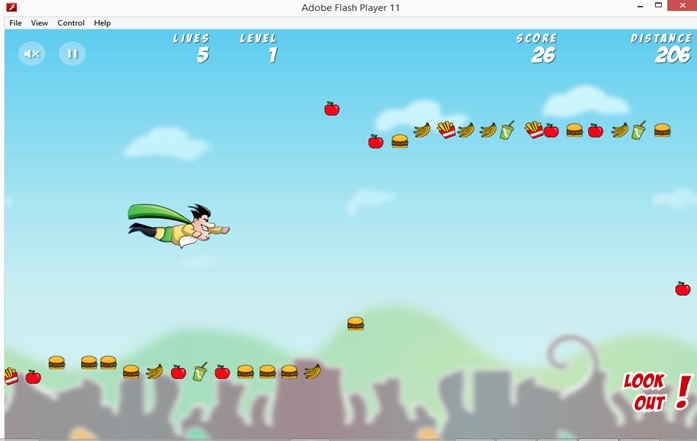 Adobe Flash Player 11
File View Control Help
LIVES LEVEL SCORE DISTANCE
5 1 26 206
LOOK
OUT !